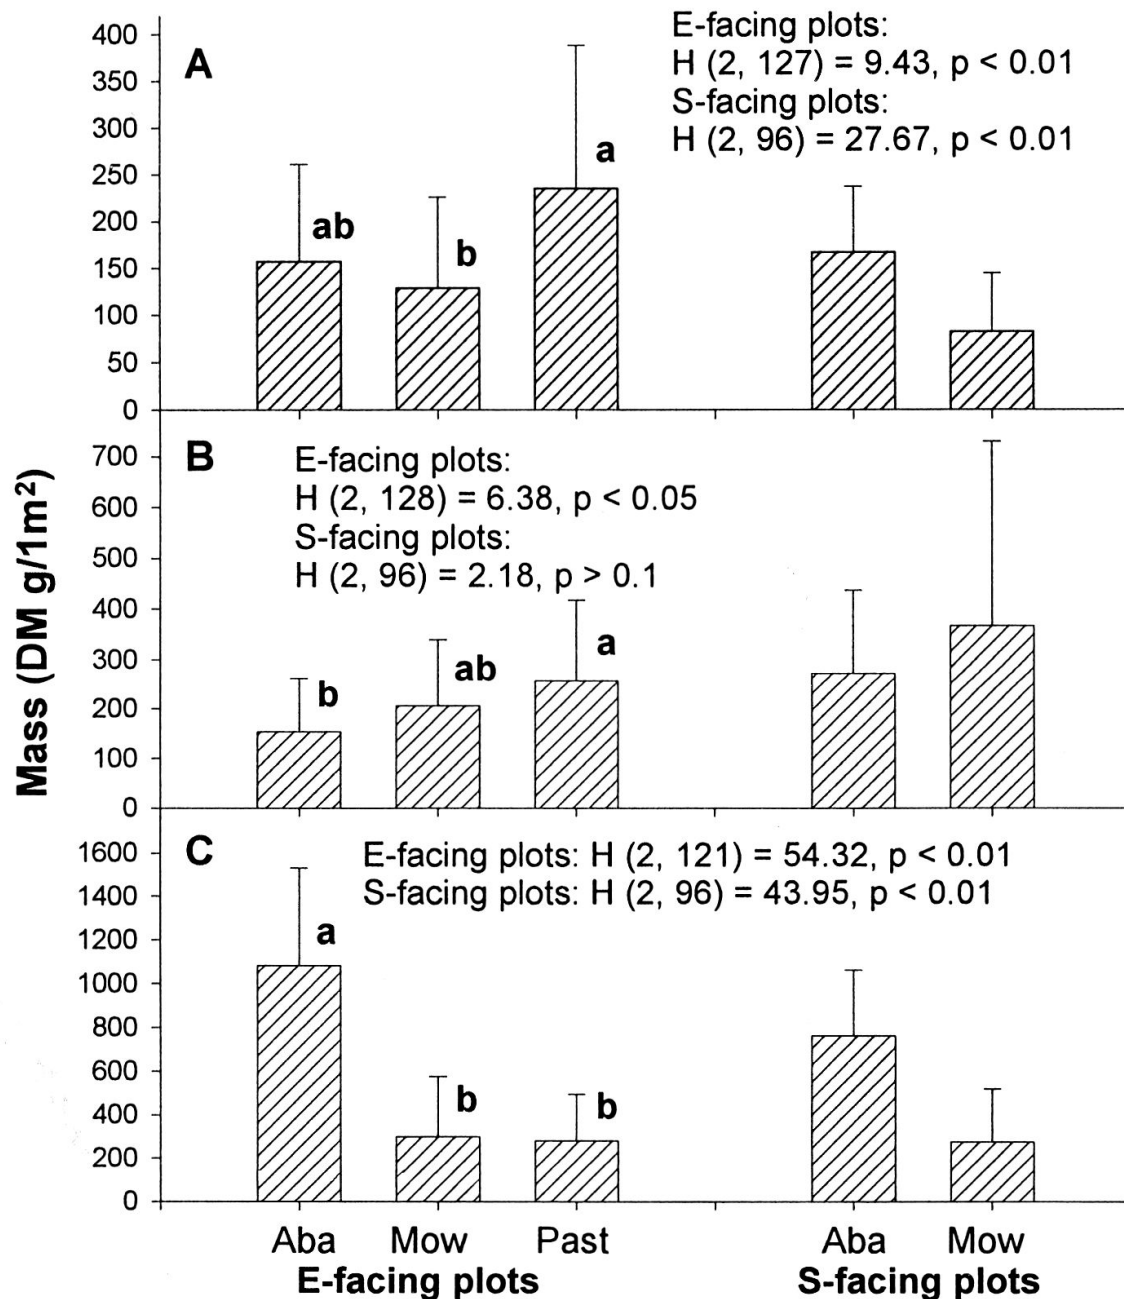 Mass (DM g/1m²)
A
400
350
300
250
200
150
100
50
0
E-facing plots:
H (2, 127) = 9.43, p < 0.01
S-facing plots:
H (2, 96) = 27.67, p < 0.01
ab
b
a
B
700
600
500
400
300
200
100
0
E-facing plots:
H (2, 128) = 6.38, p < 0.05
S-facing plots:
H (2, 96) = 2.18, p > 0.1
b
ab
a
C
1600
1400
1200
1000
800
600
400
200
0
E-facing plots: H (2, 121) = 54.32, p < 0.01
S-facing plots: H (2, 96) = 43.95, p < 0.01
a
b
b
Aba Mow Past Aba Mow
E-facing plots S-facing plots